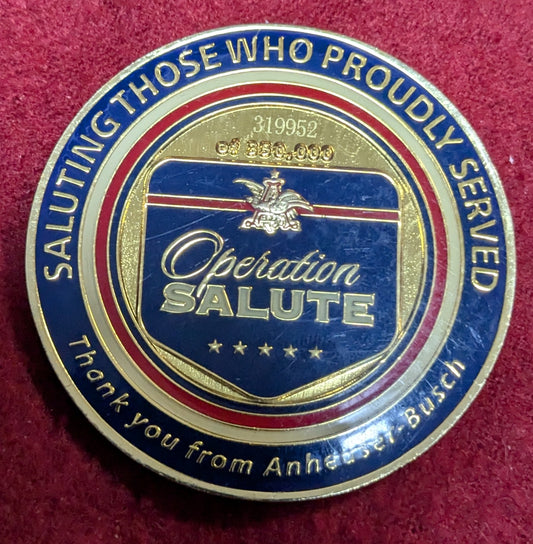 SALUTING THOSE WHO PROUDLY SERVED
319952
of 350,000
Operation
SALUTE
Thank you from Anheuser-Busch